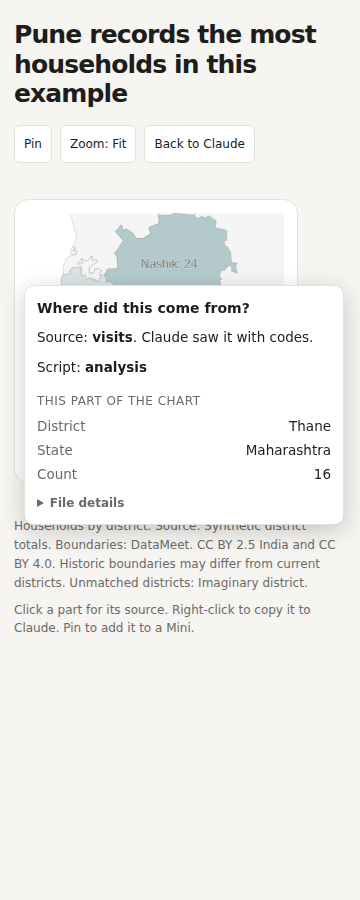 Pune records the most
households in this
example
Pin
Zoom: Fit
Back to Claude
Nashik: 24
Where did this come from?
Source: visits. Claude saw it with codes.
Script: analysis
THIS PART OF THE CHART
District Thane
State Maharashtra
Count 16
File details
Households by district. Source: Synthetic district
totals. Boundaries: DataMeet. CC BY 2.5 India and CC
BY 4.0. Historic boundaries may differ from current
districts. Unmatched districts: Imaginary district.
Click a part for its source. Right-click to copy it to
Claude. Pin to add it to a Mini.